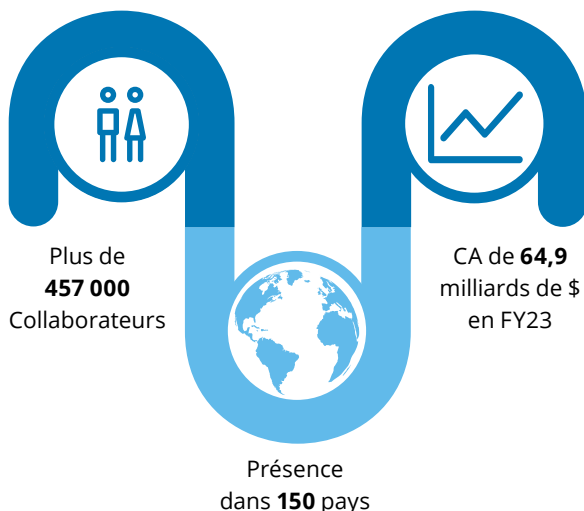 Plus de
457 000
Collaborateurs
CA de 64,9
milliards de $
en FY23
Présence
dans 150 pays